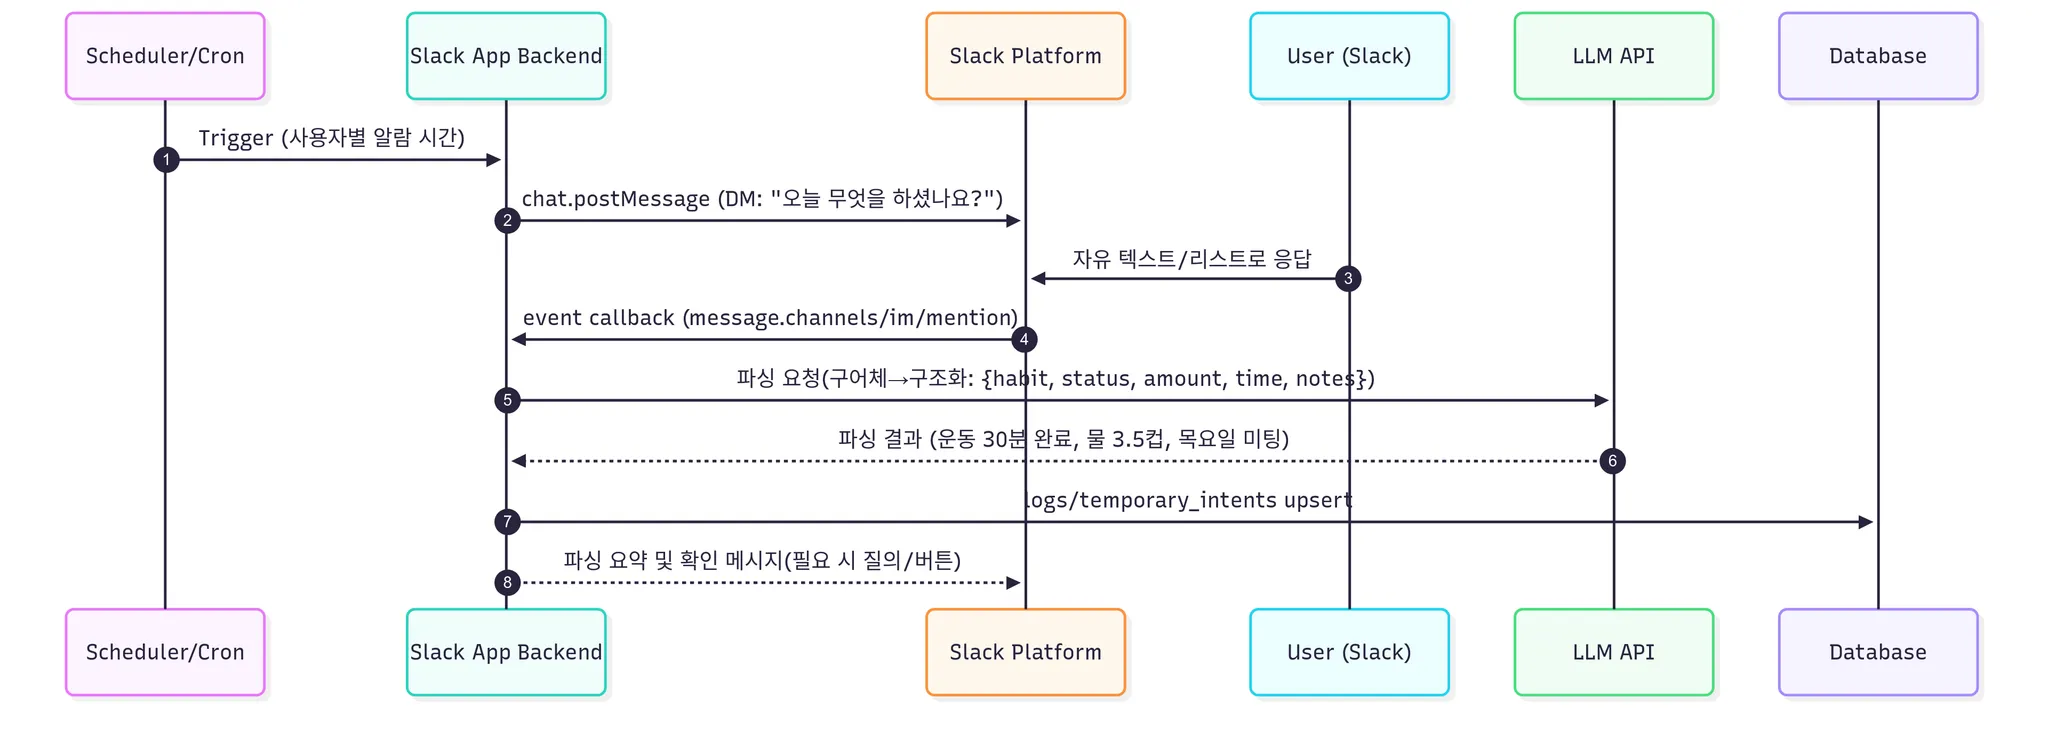 Scheduler/Cron
Slack App Backend
Slack Platform
User (Slack)
LLM API
Database
Trigger (사용자별 알람 시간)
1
chat.postMessage (DM: "오늘 무엇을 하셨나요?")
2
자유 텍스트/리스트로 응답
3
event callback (message.channels/im/mention)
4
파싱 요청(구어체→구조화: {habit, status, amount, time, notes})
5
파싱 결과 (운동 30분 완료, 물 3.5컵, 목요일 미팅)
6
logs/temporary_intents upsert
7
파싱 요약 및 확인 메시지(필요 시 질의/버튼)
8
Scheduler/Cron
Slack App Backend
Slack Platform
User (Slack)
LLM API
Database